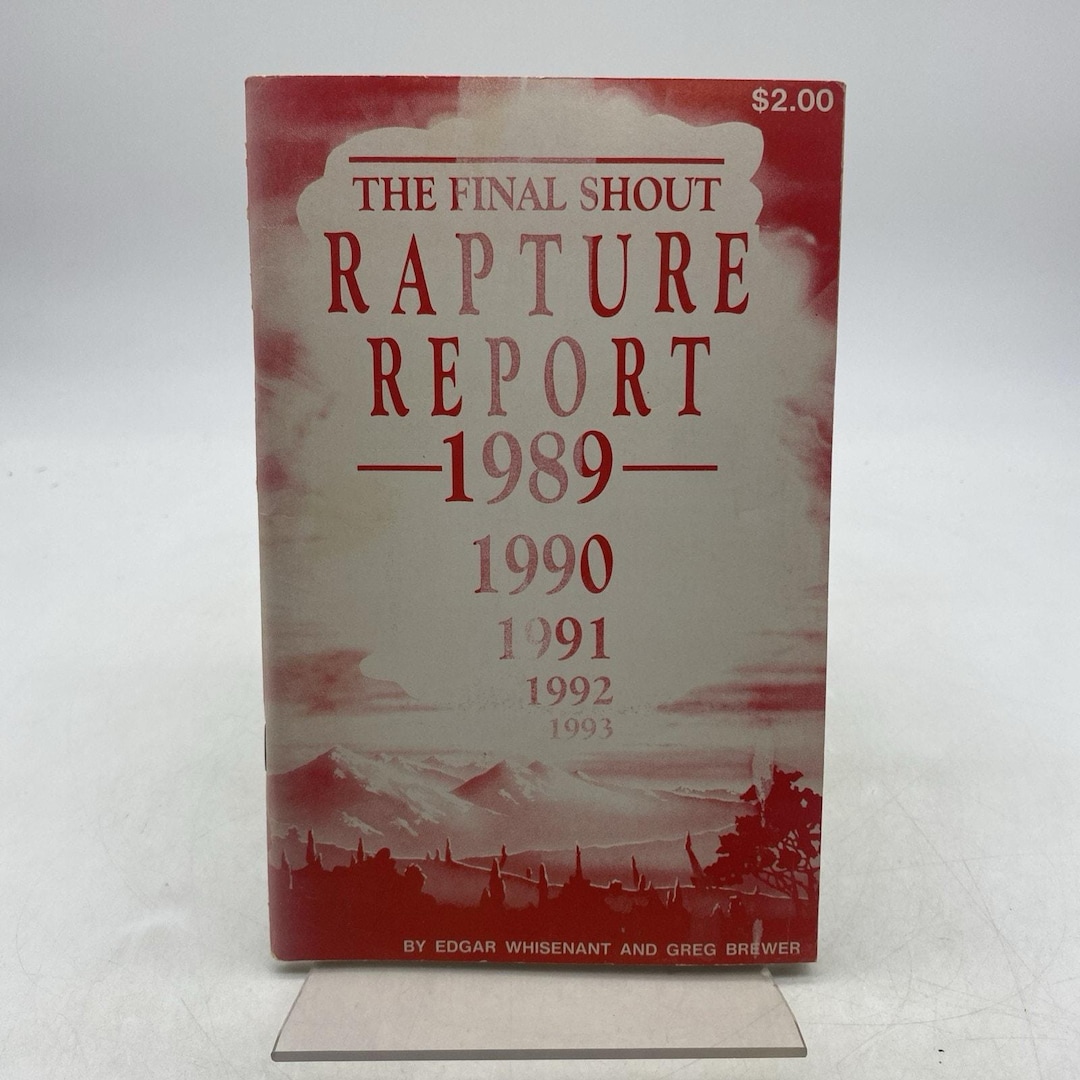 $2.00
THE FINAL SHOUT
RAPTURE
REPORT
—1989—
1990
1991
1992
1993
BY EDGAR WHISENANT AND GREG BREWER